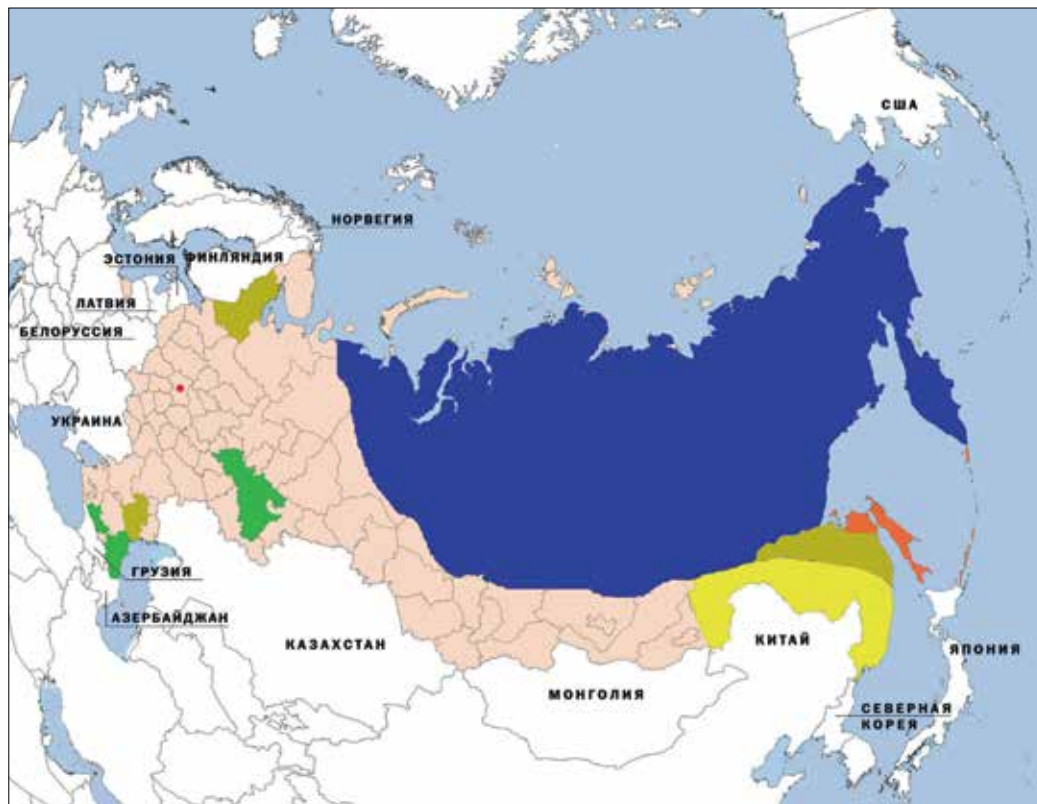 США
НОРВЕГИЯ
ЭСТОНИЯ
ФИНЛЯНДИЯ
ЛАТВИЯ
БЕЛОРУССИЯ
УКРАИНА
ГРУЗИЯ
АЗЕРБАЙДЖАН
КАЗАХСТАН
КИТАЙ
ЯПОНИЯ
МОНГОЛИЯ
СЕВЕРНАЯ
КОРЕЯ